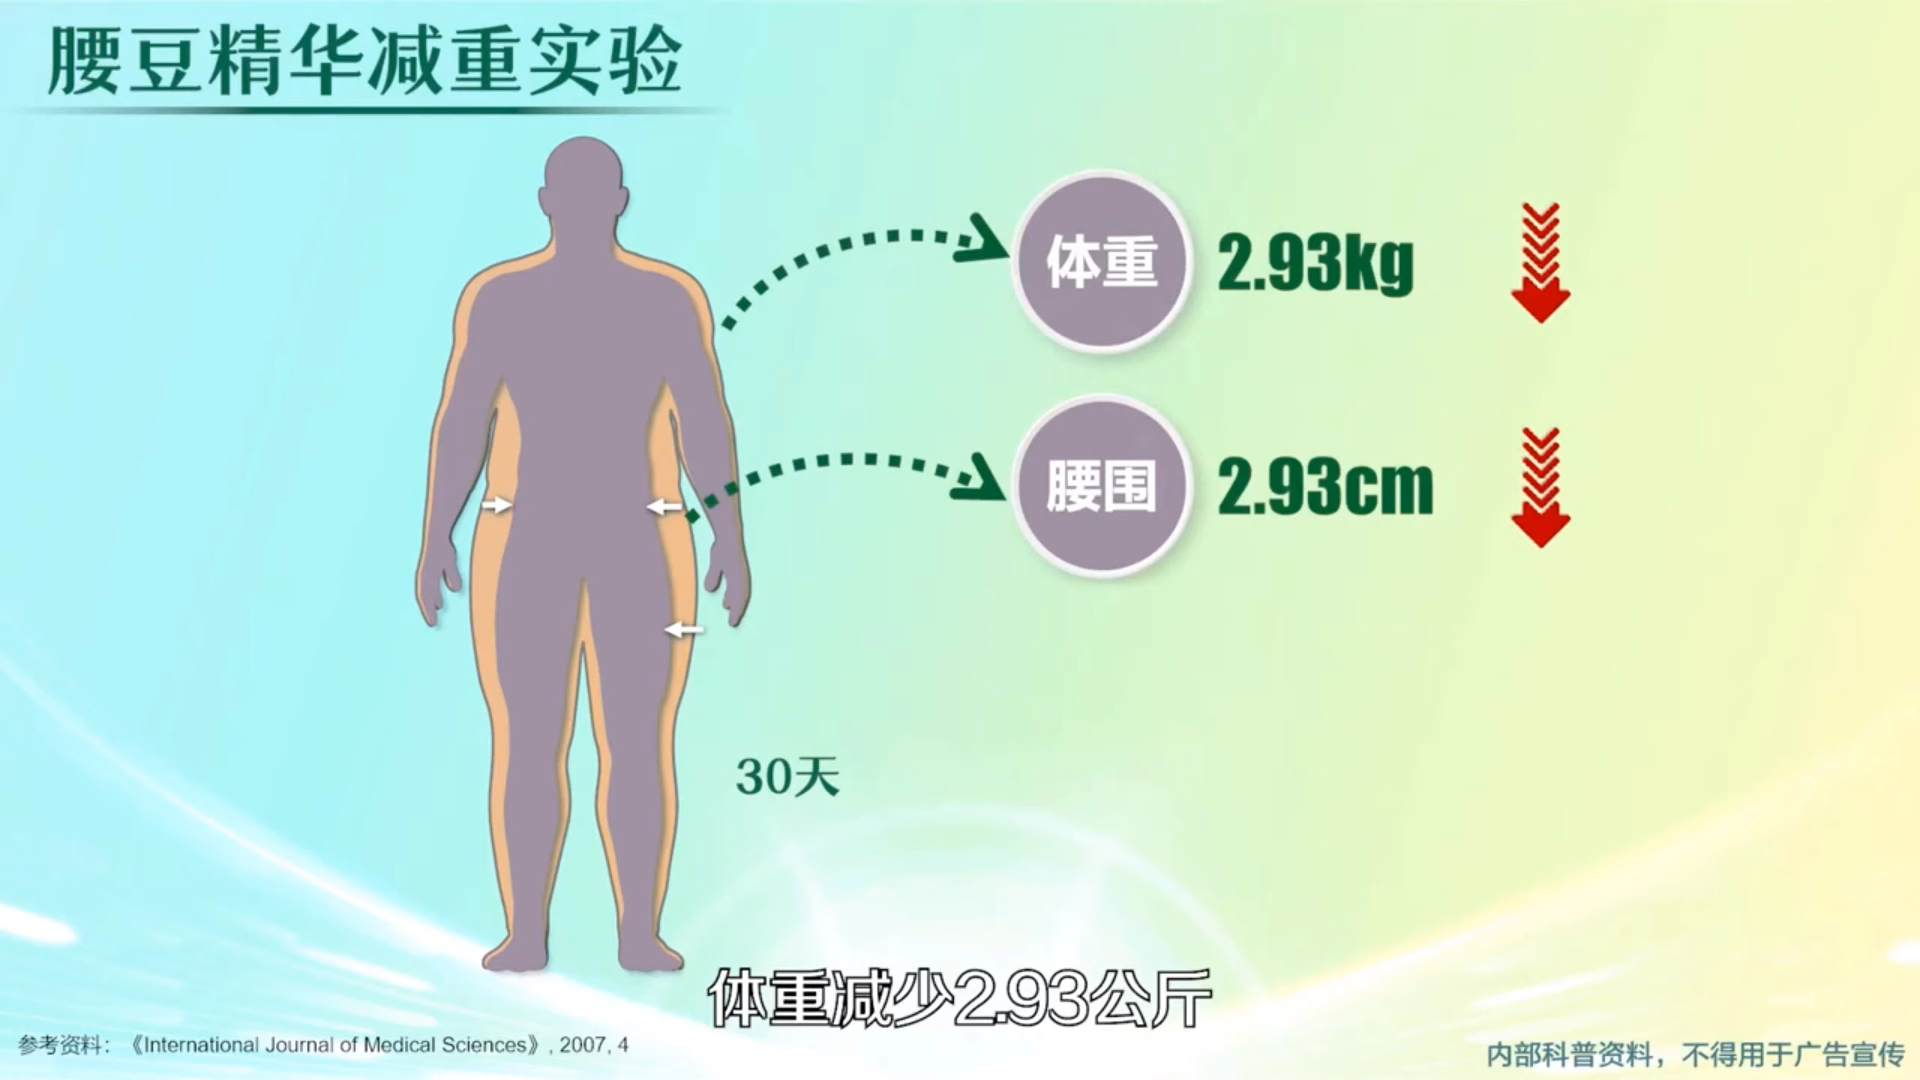 腰豆精华减重实验
体重
2.93kg
腰围
2.93cm
30天
体重减少2.93公斤
参考资料：《International Journal of Medical Sciences》, 2007, 4
内部科普资料，不得用于广告宣传